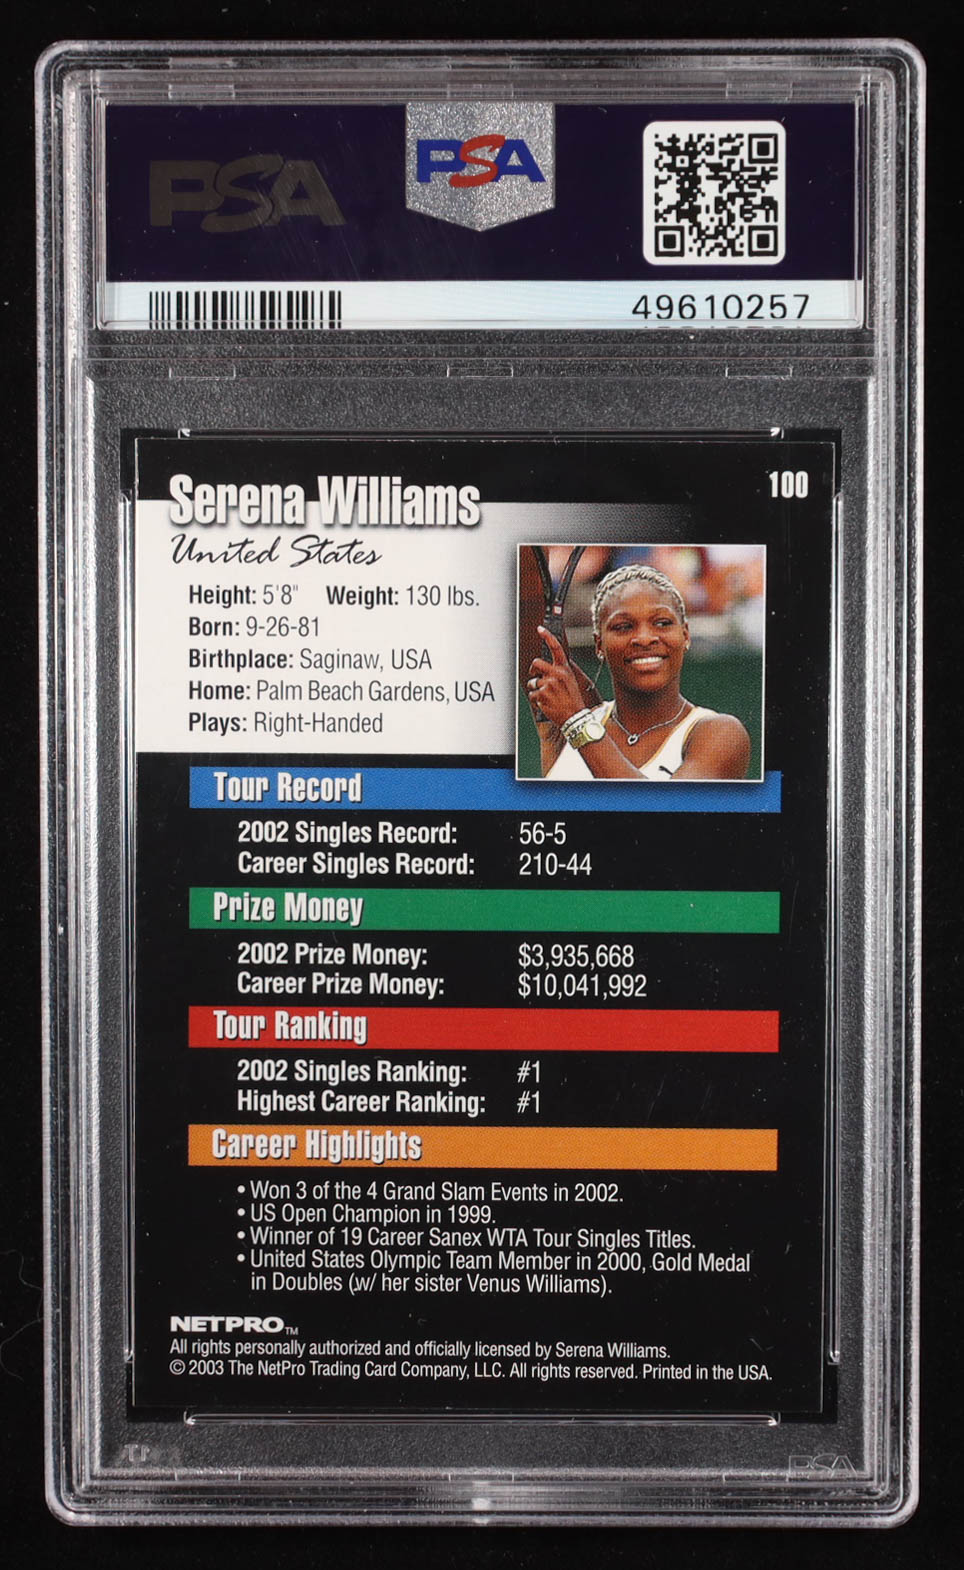 PSA
PSA
49610257
Serena Williams
100
United States
Height: 5'8" Weight: 130 lbs.
Born: 9-26-81
Birthplace: Saginaw, USA
Home: Palm Beach Gardens, USA
Plays: Right-Handed
Tour Record
2002 Singles Record: 56-5
Career Singles Record: 210-44
Prize Money
2002 Prize Money: $3,935,668
Career Prize Money: $10,041,992
Tour Ranking
2002 Singles Ranking: #1
Highest Career Ranking: #1
Career Highlights
• Won 3 of the 4 Grand Slam Events in 2002.
• US Open Champion in 1999.
• Winner of 19 Career Sanex WTA Tour Singles Titles.
• United States Olympic Team Member in 2000, Gold Medal
in Doubles (w/ her sister Venus Williams).
NETPRO™
All rights personally authorized and officially licensed by Serena Williams.
© 2003 The NetPro Trading Card Company, LLC. All rights reserved. Printed in the USA.
PSA